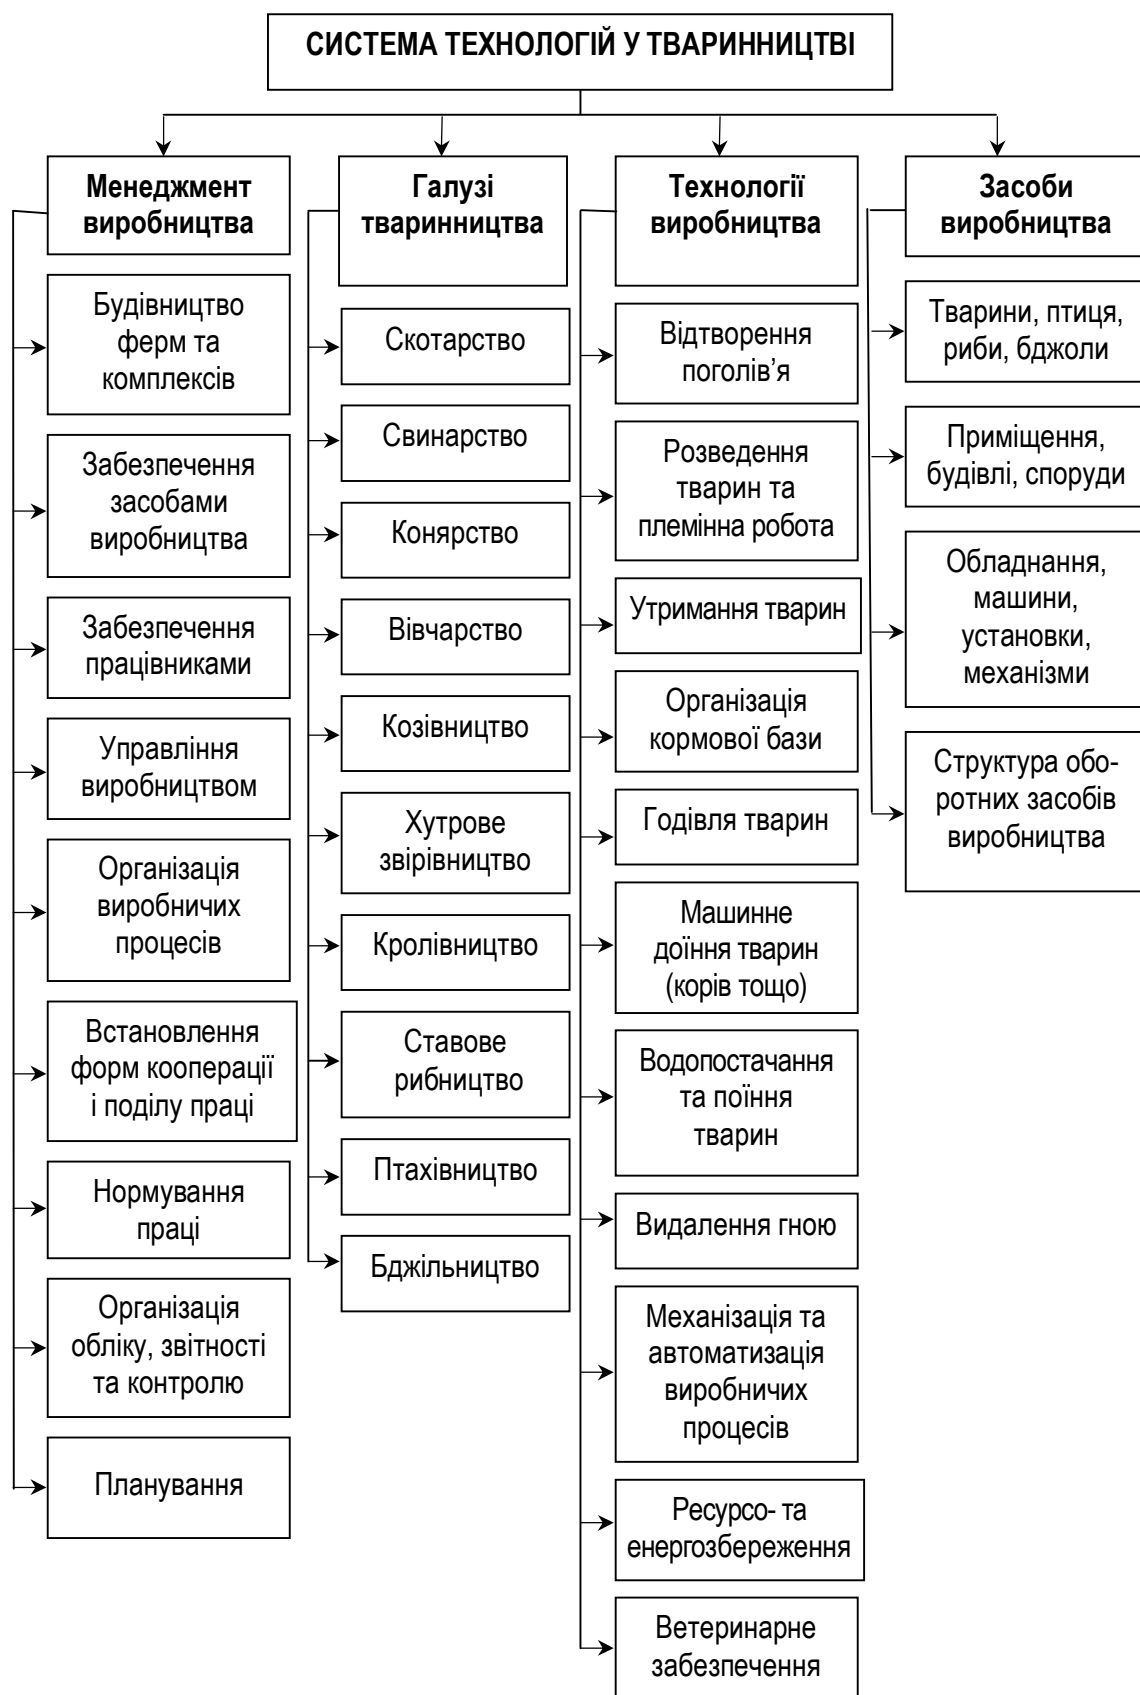 СИСТЕМА ТЕХНОЛОГІЙ У ТВАРИННИЦТВІ
Менеджмент
виробництва
Будівництво
ферм та
комплексів
Забезпечення
засобами
виробництва
Забезпечення
працівниками
Управління
виробництвом
Організація
виробничих
процесів
Встановлення
форм кооперації
і поділу праці
Нормування
праці
Організація
обліку, звітності
та контролю
Планування
Галузі
тваринництва
Скотарство
Свинарство
Конярство
Вівчарство
Козівництво
Хутрове
звірівництво
Кролівництво
Ставове
рибництво
Птахівництво
Бджільництво
Технології
виробництва
Відтворення
поголів’я
Розведення
тварин та
племінна робота
Утримання тварин
Організація
кормової бази
Годівля тварин
Машинне
доїння тварин
(корів тощо)
Водопостачання
та поїння
тварин
Видалення гною
Механізація та
автоматизація
виробничих
процесів
Ресурсо- та
енергозбереження
Ветеринарне
забезпечення
Засоби
виробництва
Тварини, птиця,
риби, бджоли
Приміщення,
будівлі, споруди
Обладнання,
машини,
установки,
механізми
Структура обо-
ротних засобів
виробництва